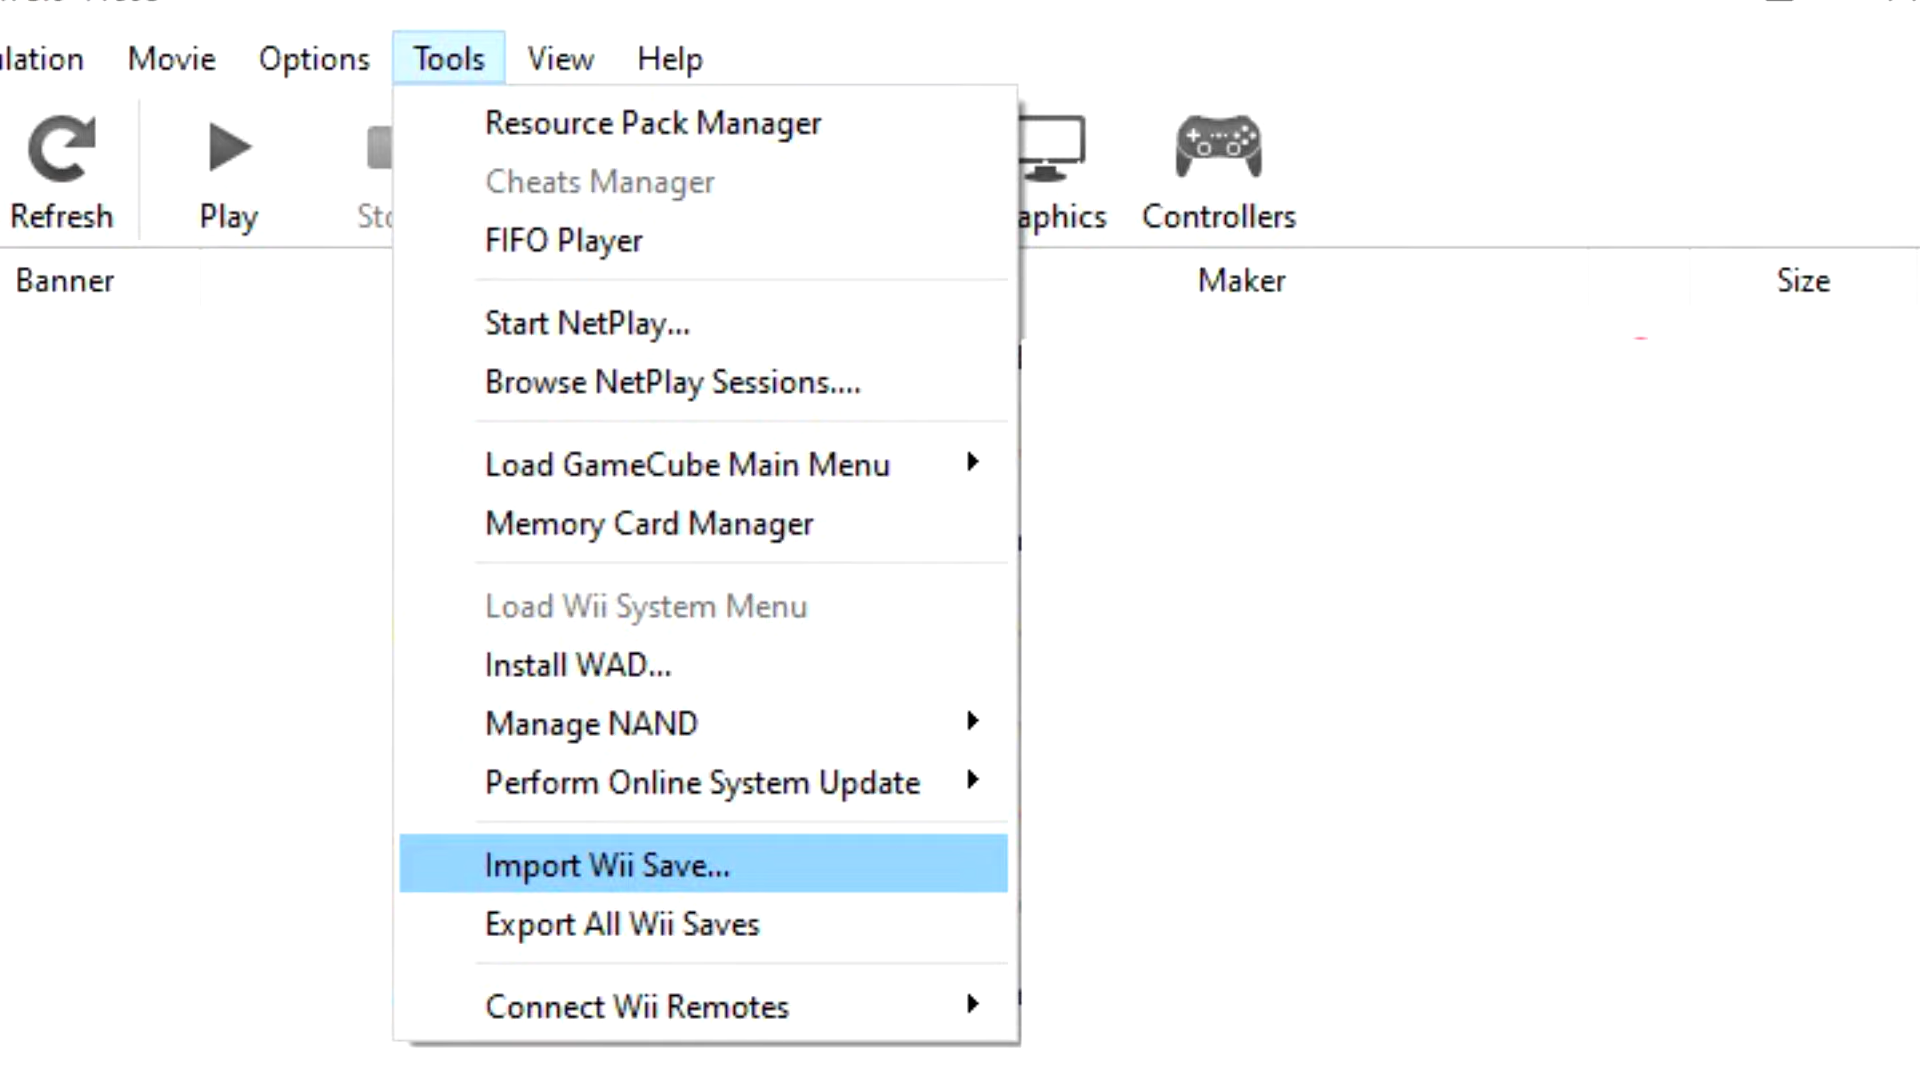 lation Movie Options Tools View Help
Refresh Play Sto aphics Controllers
Banner Maker Size
Resource Pack Manager
Cheats Manager
FIFO Player
Start NetPlay...
Browse NetPlay Sessions....
Load GameCube Main Menu
Memory Card Manager
Load Wii System Menu
Install WAD...
Manage NAND
Perform Online System Update
Import Wii Save...
Export All Wii Saves
Connect Wii Remotes